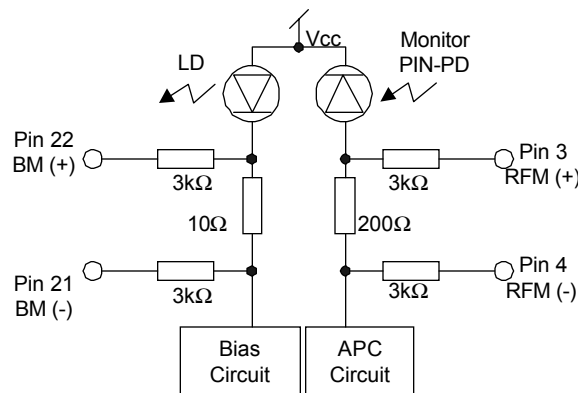 Vcc
LD
Monitor
PIN-PD
Pin 22
BM (+)
3kΩ
3kΩ
Pin 3
RFM (+)
10Ω
200Ω
Pin 21
BM (-)
3kΩ
3kΩ
Pin 4
RFM (-)
Bias
Circuit
APC
Circuit